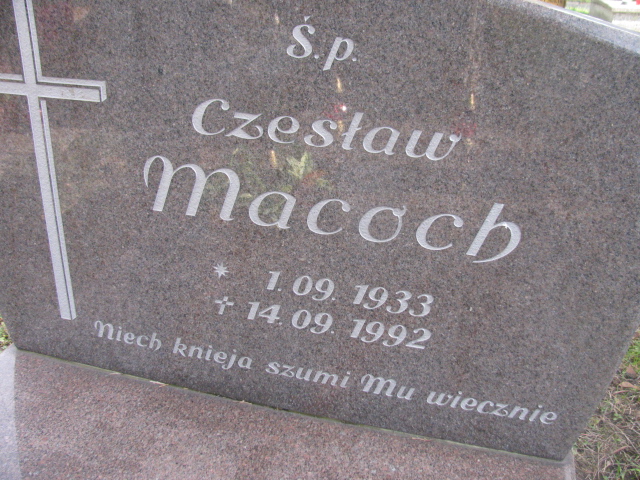 Ś.p.
Czesław
Macoch
* 1. 09. 1933
✝ 14. 09. 1992
Niech knieja szumi Mu wiecznie